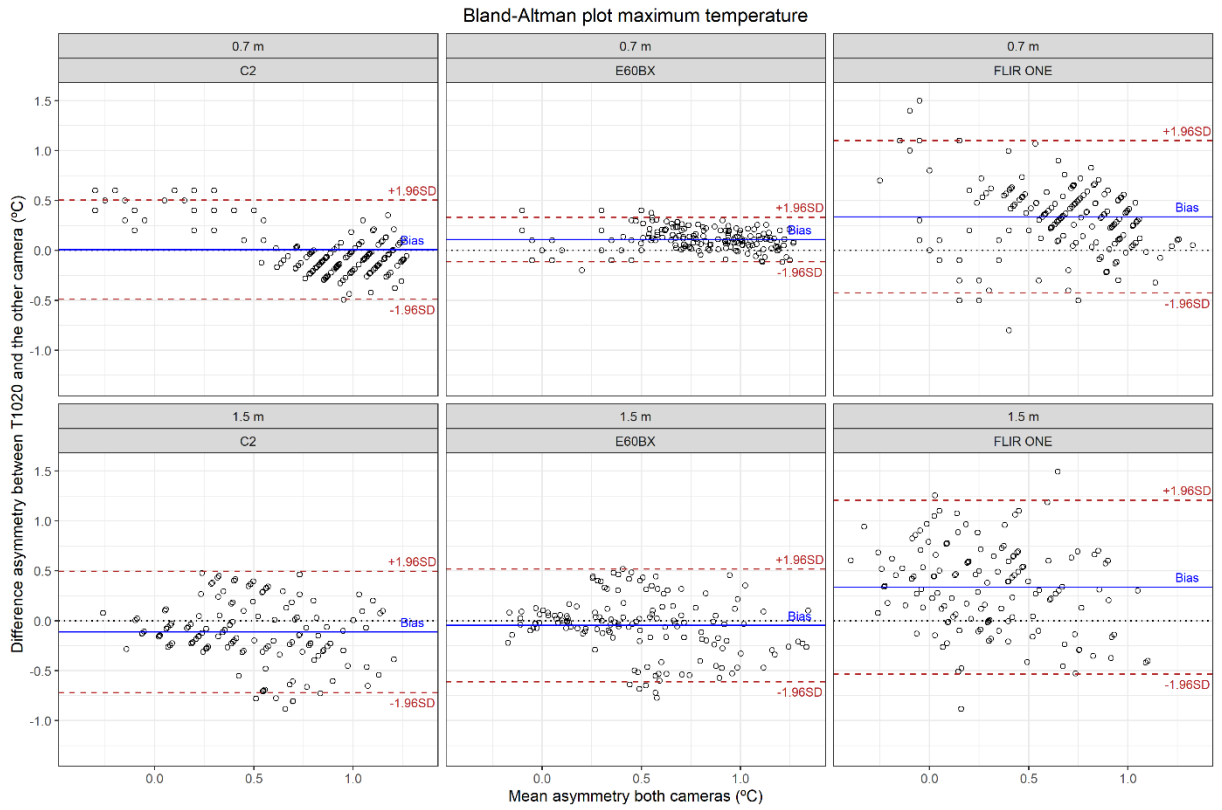 Bland-Altman plot maximum temperature
0.7 m
0.7 m
0.7 m
C2
E60BX
FLIR ONE
1.5
1.0
0.5
0.0
-0.5
-1.0
+1.96SD
Bias
-1.96SD
+1.96SD
Bias
-1.96SD
+1.96SD
Bias
-1.96SD
Difference asymmetry between T1020 and the other camera (ºC)
1.5 m
1.5 m
1.5 m
C2
E60BX
FLIR ONE
1.5
1.0
0.5
0.0
-0.5
-1.0
+1.96SD
Bias
-1.96SD
+1.96SD
Bias
-1.96SD
+1.96SD
Bias
-1.96SD
0.0 0.5 1.0
0.0 0.5 1.0
0.0 0.5 1.0
Mean asymmetry both cameras (ºC)